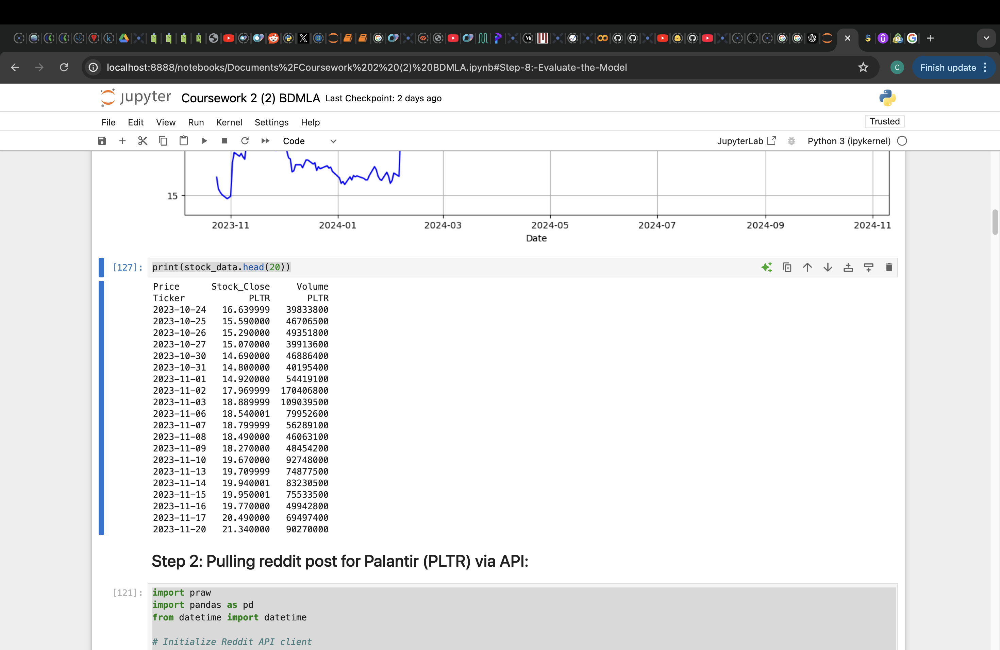 localhost:8888/notebooks/Documents%2FCoursework%202%20(2)%20BDMLA.ipynb#Step-8:-Evaluate-the-Model
C
Finish update
jupyter Coursework 2 (2) BDMLA Last Checkpoint: 2 days ago
File Edit View Run Kernel Settings Help
Trusted
Code
JupyterLab
Python 3 (ipykernel)
15
2023-11 2024-01 2024-03 2024-05 2024-07 2024-09 2024-11
Date
[127]: print(stock_data.head(20))
Price Stock_Close Volume
Ticker PLTR PLTR
2023-10-24 16.639999 39833800
2023-10-25 15.590000 46706500
2023-10-26 15.290000 49351800
2023-10-27 15.070000 39913600
2023-10-30 14.690000 46886400
2023-10-31 14.800000 40195400
2023-11-01 14.920000 54419100
2023-11-02 17.969999 170406800
2023-11-03 18.889999 109039500
2023-11-06 18.540001 79952600
2023-11-07 18.799999 56289100
2023-11-08 18.490000 46063100
2023-11-09 18.270000 48454200
2023-11-10 19.670000 92748000
2023-11-13 19.709999 74877500
2023-11-14 19.940001 83230500
2023-11-15 19.950001 75533500
2023-11-16 19.770000 49942800
2023-11-17 20.490000 69497400
2023-11-20 21.340000 90270000
Step 2: Pulling reddit post for Palantir (PLTR) via API:
[121]: import praw
import pandas as pd
from datetime import datetime
# Initialize Reddit API client